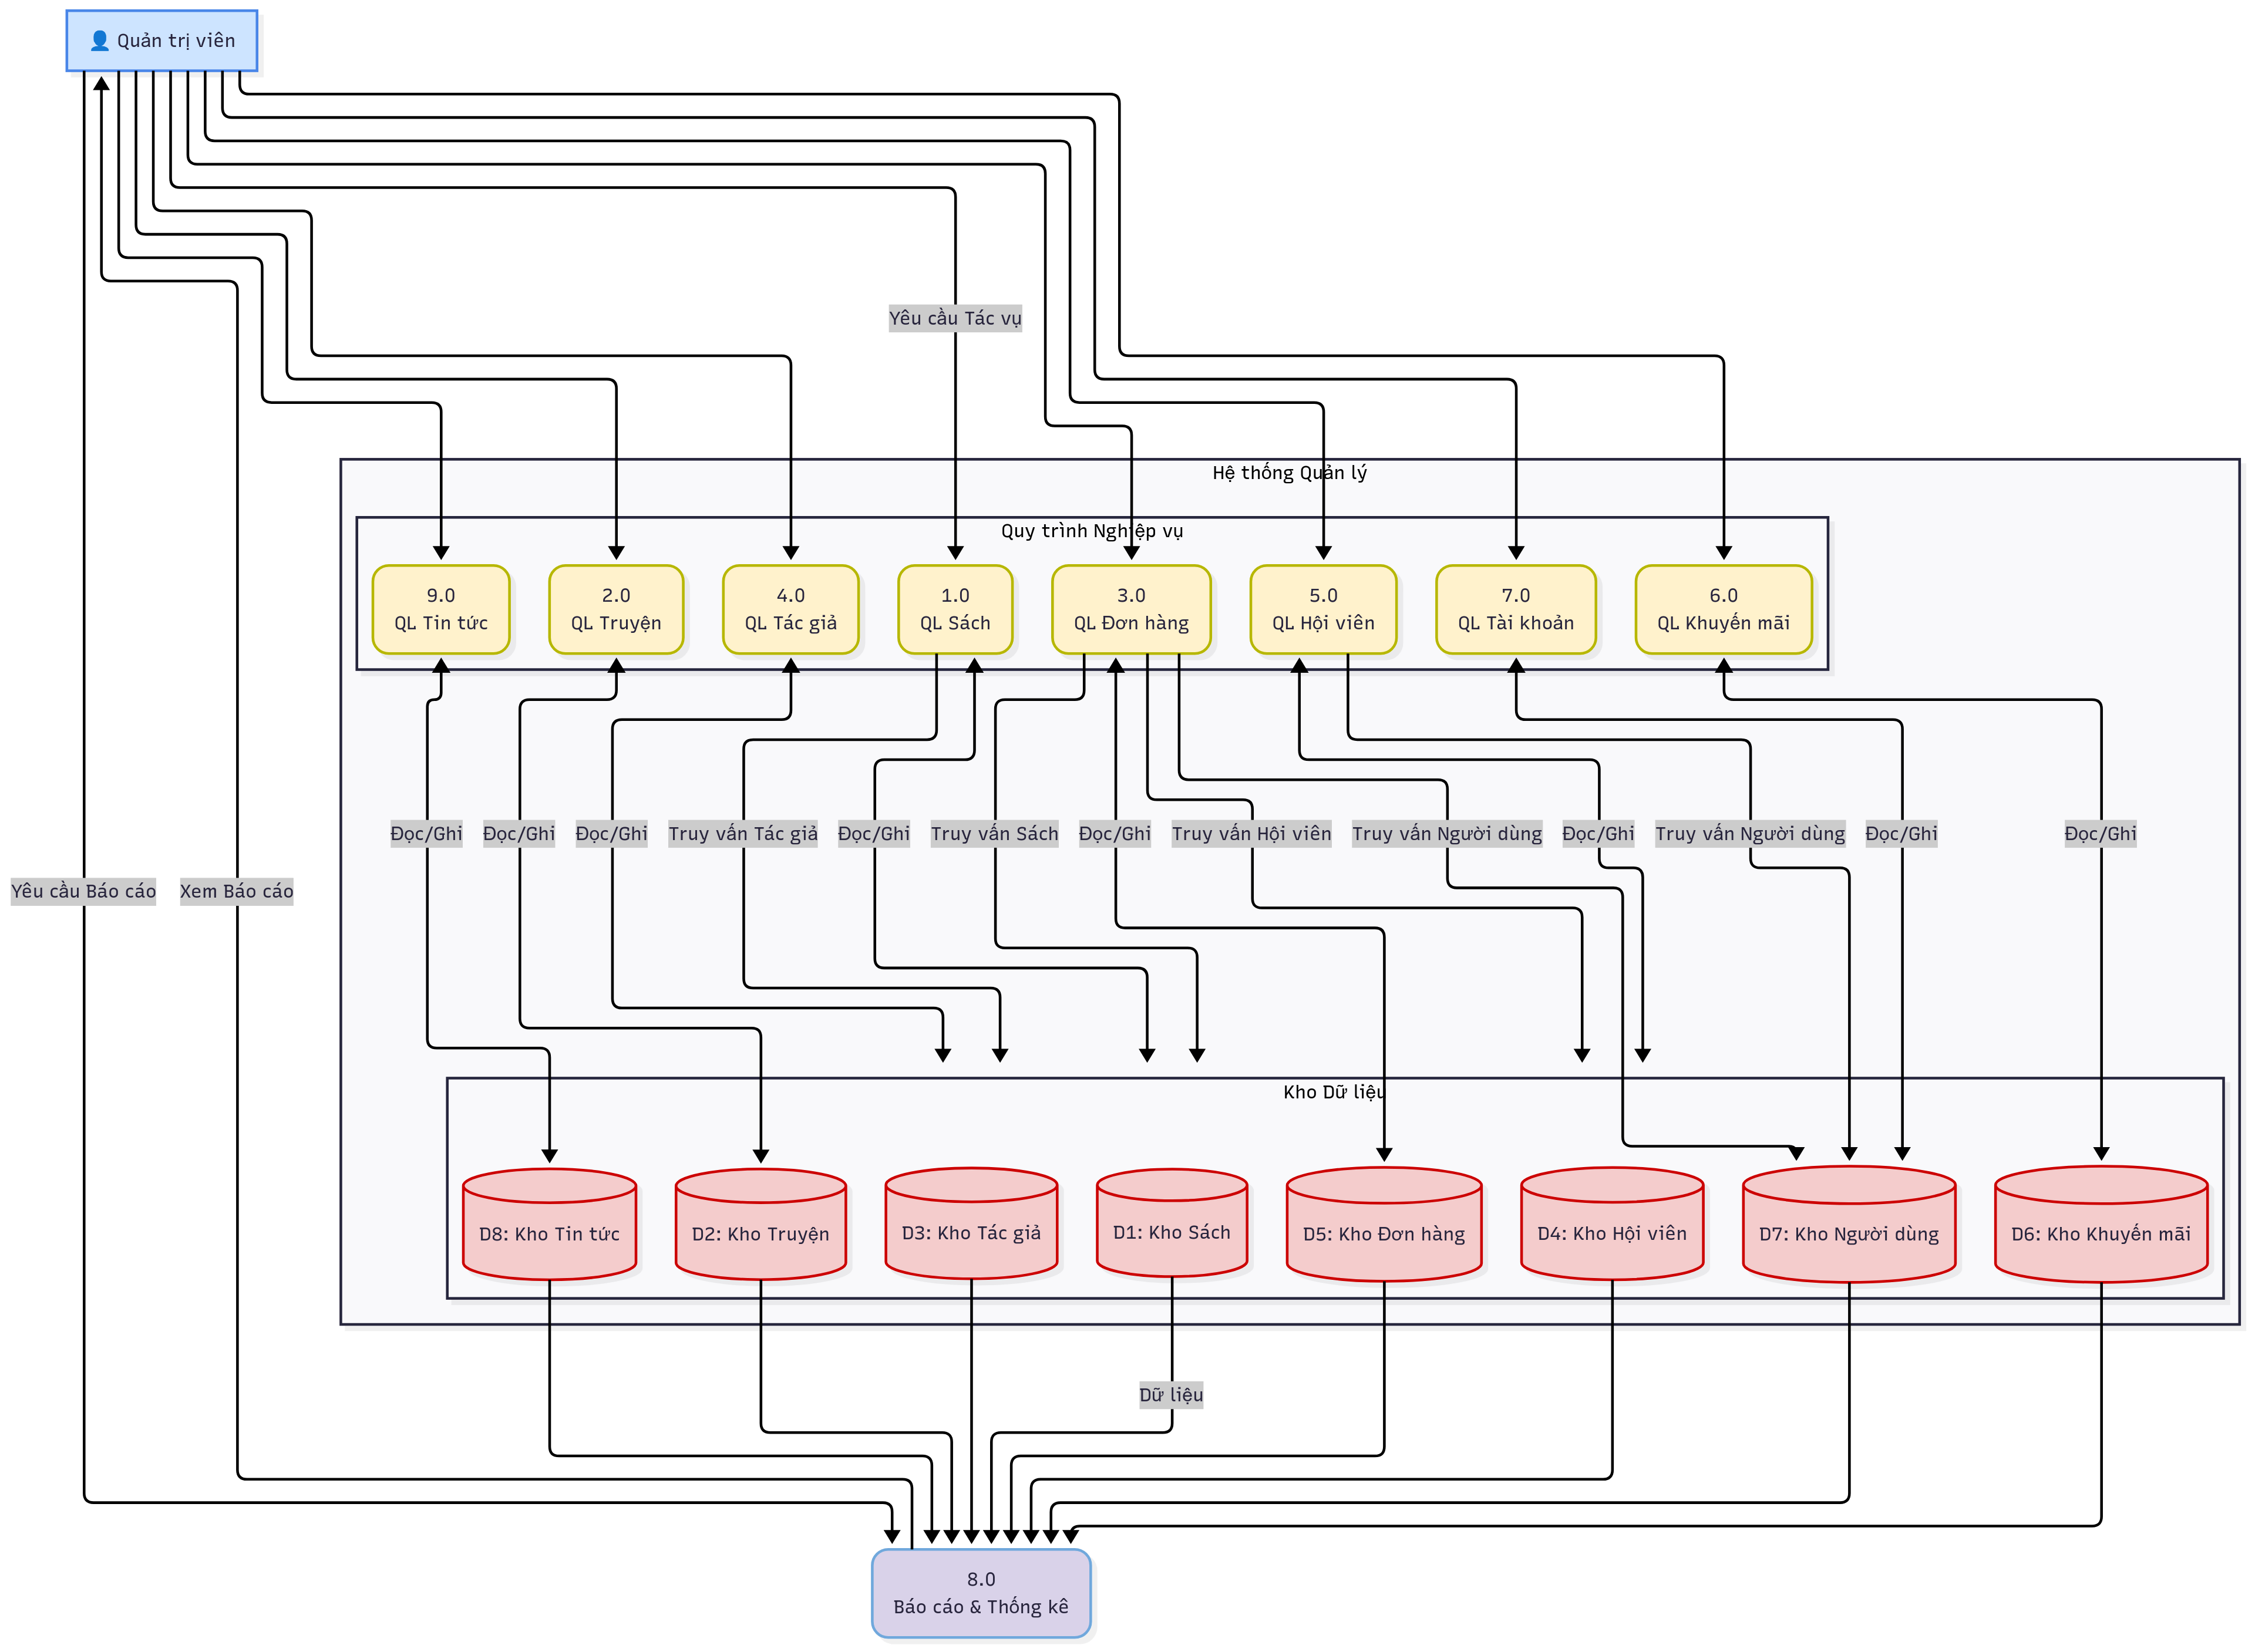 👤 Quản trị viên
Yêu cầu Tác vụ
Hệ thống Quản lý
Quy trình Nghiệp vụ
9.0
QL Tin tức
2.0
QL Truyện
4.0
QL Tác giả
1.0
QL Sách
3.0
QL Đơn hàng
5.0
QL Hội viên
7.0
QL Tài khoản
6.0
QL Khuyến mãi
Đọc/Ghi
Đọc/Ghi
Đọc/Ghi
Truy vấn Tác giả
Đọc/Ghi
Truy vấn Sách
Đọc/Ghi
Truy vấn Hội viên
Truy vấn Người dùng
Đọc/Ghi
Truy vấn Người dùng
Đọc/Ghi
Đọc/Ghi
Yêu cầu Báo cáo
Xem Báo cáo
Kho Dữ liệu
D8: Kho Tin tức
D2: Kho Truyện
D3: Kho Tác giả
D1: Kho Sách
D5: Kho Đơn hàng
D4: Kho Hội viên
D7: Kho Người dùng
D6: Kho Khuyến mãi
Dữ liệu
8.0
Báo cáo & Thống kê